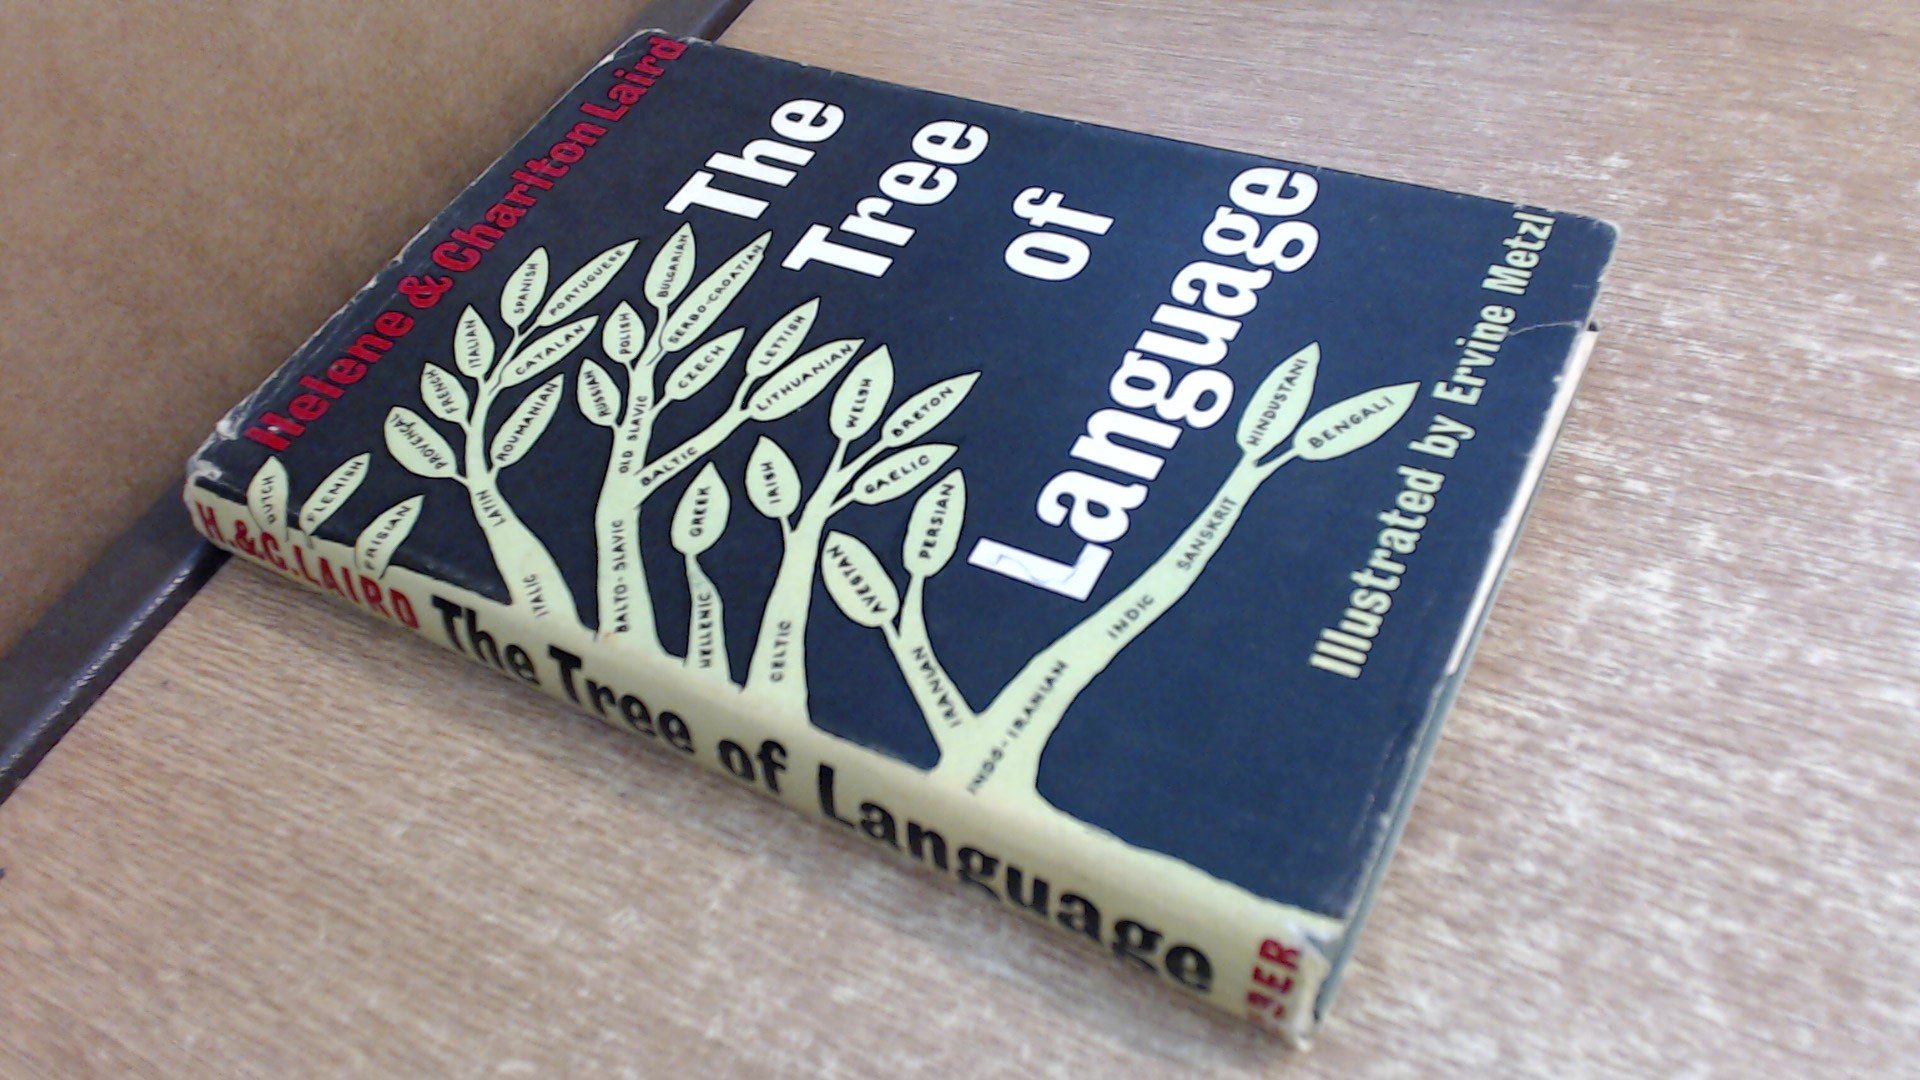 Helene & Charlton Laird
The
Tree
of
Language
Illustrated by Ervine Metzl
DUTCH
FLEMISH
FRISIAN
PROVENÇAL
FRENCH
ITALIAN
SPANISH
PORTUGUESE
CATALAN
ROUMANIAN
LATIN
ITALIC
RUSSIAN
POLISH
BULGARIAN
SERBO-CROATIAN
CZECH
OLD SLAVIC
LETTISH
LITHUANIAN
BALTIC
BALTO-SLAVIC
GREEK
HELLENIC
IRISH
WELSH
BRETON
GAELIC
CELTIC
AVESTAN
PERSIAN
IRANIAN
HINDUSTANI
BENGALI
SANSKRIT
INDIC
INDO-IRANIAN
H. & C. LAIRD The Tree of Language